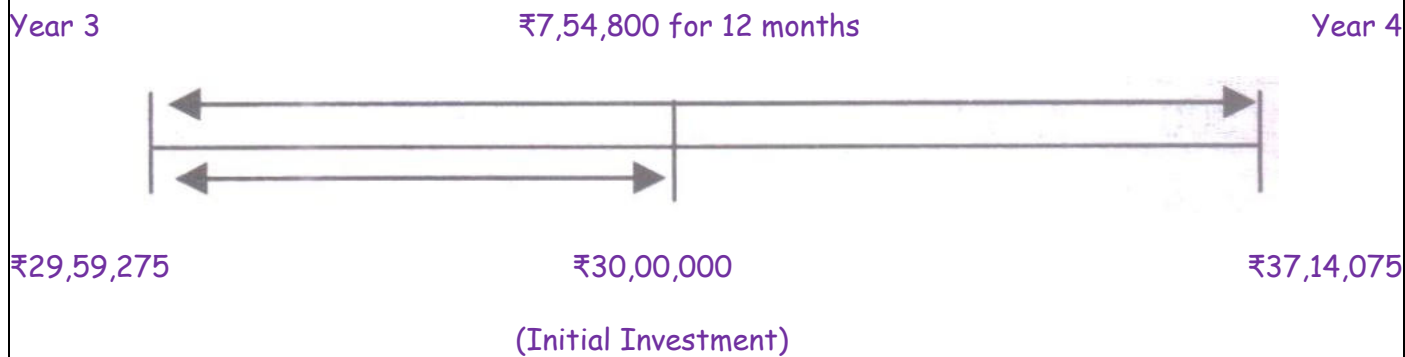 Year 3 ₹7,54,800 for 12 months Year 4
₹29,59,275 ₹30,00,000 ₹37,14,075
(Initial Investment)